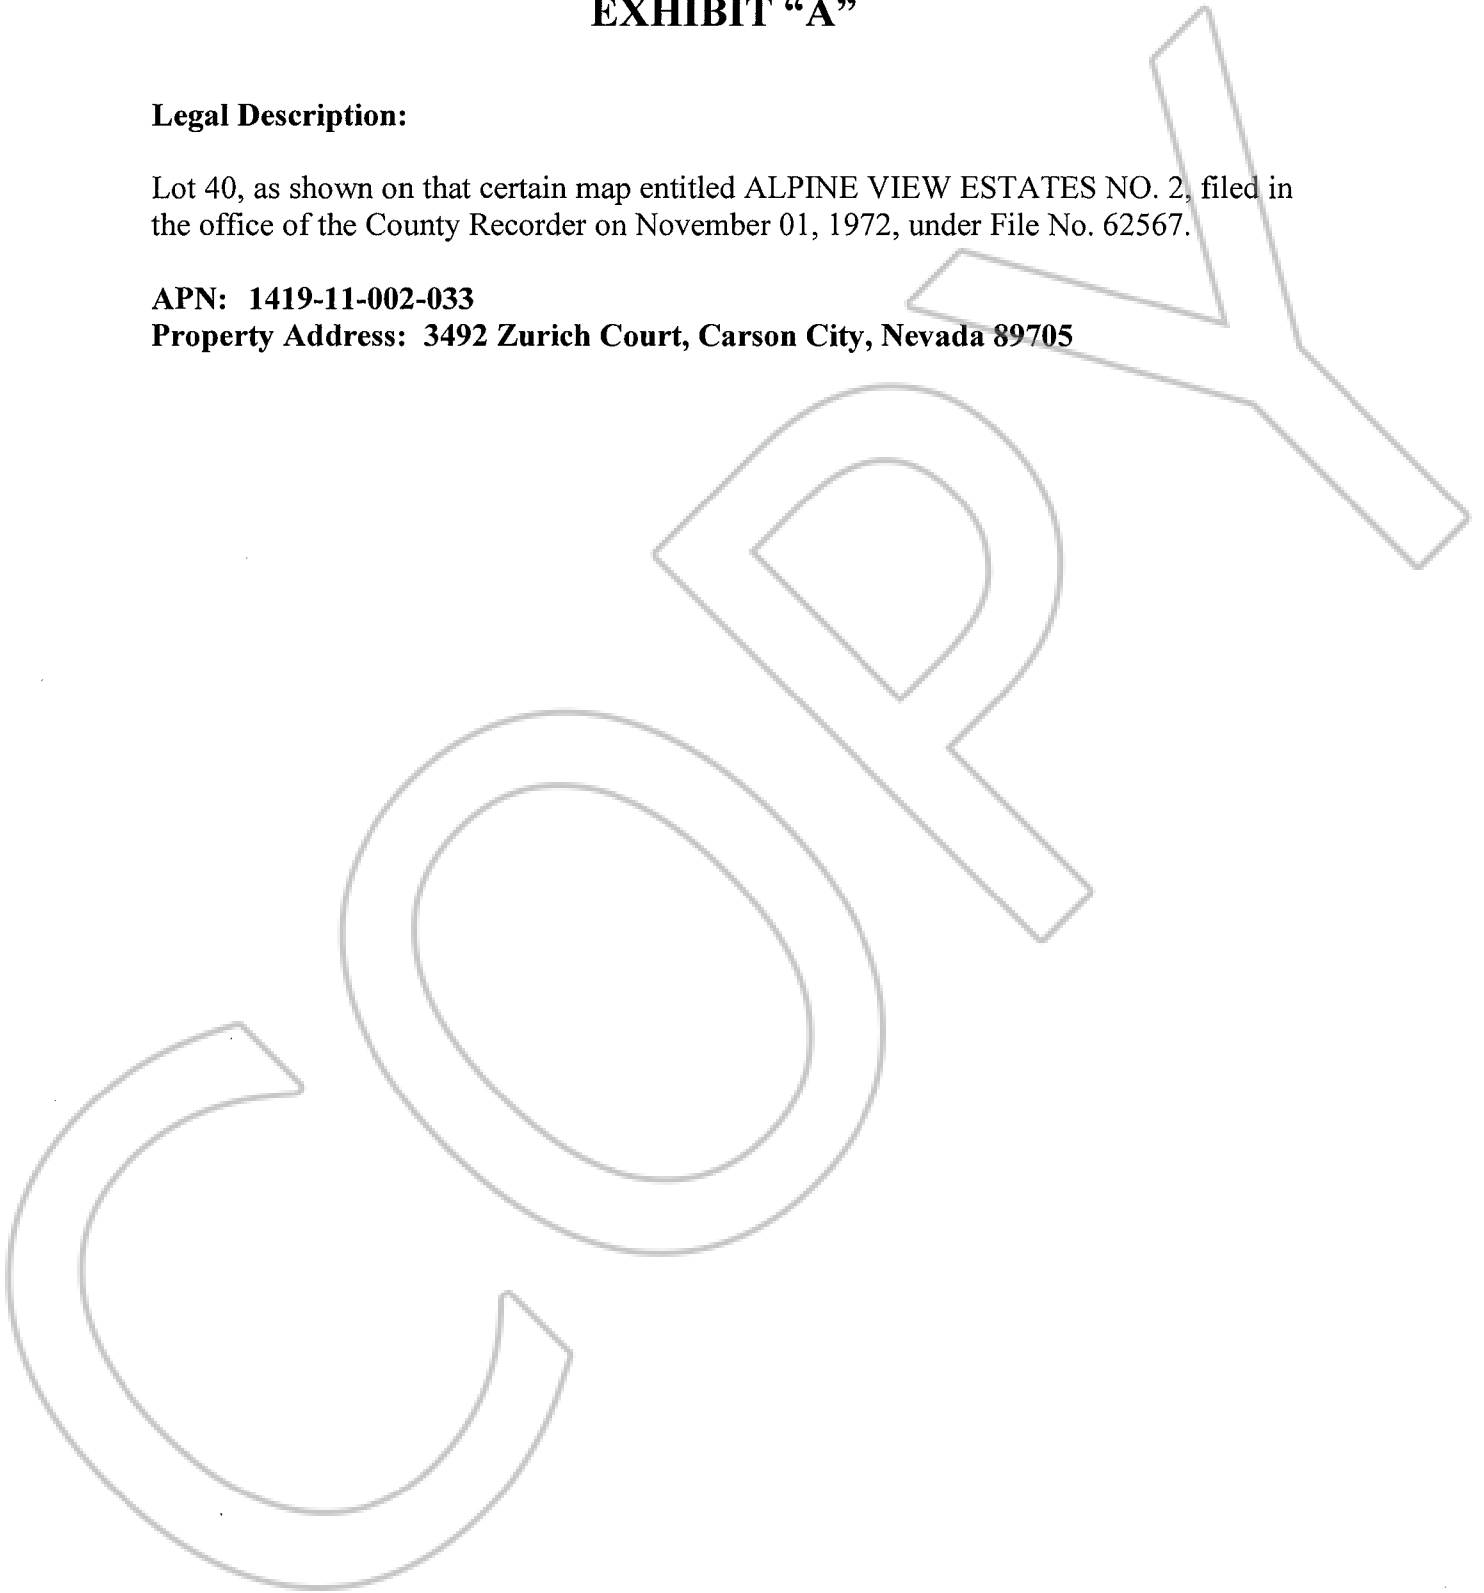 EXHIBIT “A”
Legal Description:
Lot 40, as shown on that certain map entitled ALPINE VIEW ESTATES NO. 2, filed in
the office of the County Recorder on November 01, 1972, under File No. 62567.
APN: 1419-11-002-033
Property Address: 3492 Zurich Court, Carson City, Nevada 89705
COPY